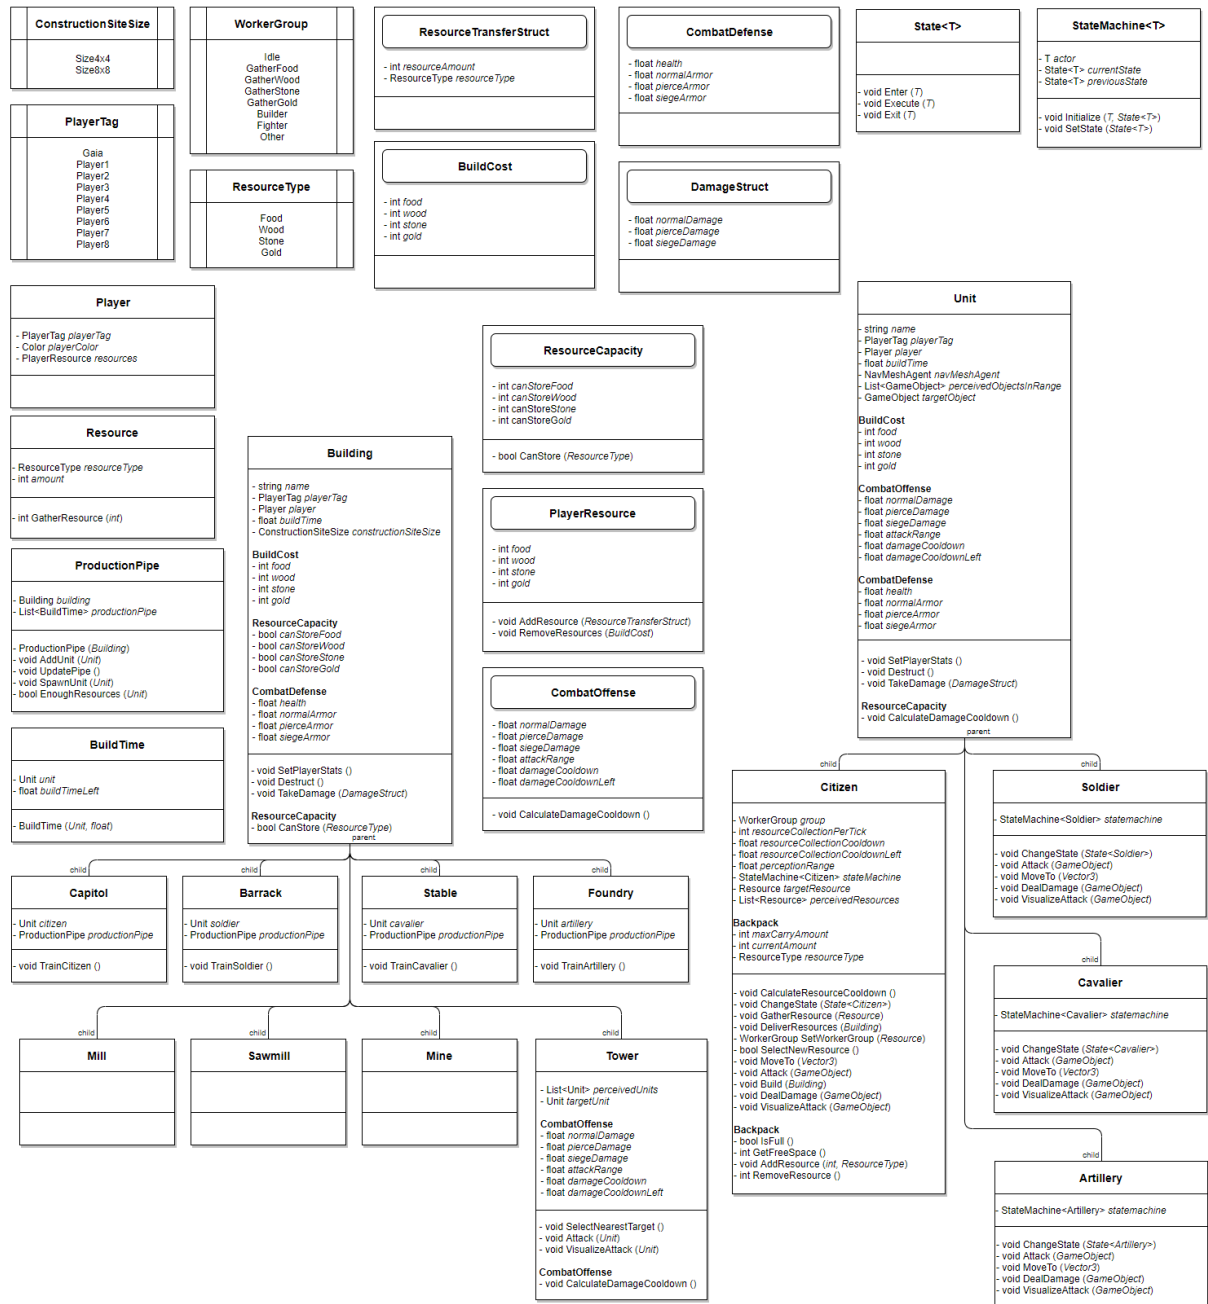 ConstructionSiteSize
Size4x4
Size8x8
PlayerTag
Gaia
Player1
Player2
Player3
Player4
Player5
Player6
Player7
Player8
WorkerGroup
Idle
GatherFood
GatherWood
GatherStone
GatherGold
Builder
Fighter
Other
ResourceType
Food
Wood
Stone
Gold
ResourceTransferStruct
- int resourceAmount
- ResourceType resourceType
BuildCost
- int food
- int wood
- int stone
- int gold
CombatDefense
- float health
- float normalArmor
- float pierceArmor
- float siegeArmor
DamageStruct
- float normalDamage
- float pierceDamage
- float siegeDamage
State<T>
- void Enter (T)
- void Execute (T)
- void Exit (T)
StateMachine<T>
- T actor
- State<T> currentState
- State<T> previousState
- void Initialize (T, State<T>)
- void SetState (State<T>)
Player
- PlayerTag playerTag
- Color playerColor
- PlayerResource resources
Resource
- ResourceType resourceType
- int amount
- int GatherResource (int)
ProductionPipe
- Building building
- List<BuildTime> productionPipe
- ProductionPipe (Building)
- void AddUnit (Unit)
- void UpdatePipe ()
- void SpawnUnit (Unit)
- bool EnoughResources (Unit)
BuildTime
- Unit unit
- float buildTimeLeft
- BuildTime (Unit, float)
Building
- string name
- PlayerTag playerTag
- Player player
- float buildTime
- ConstructionSiteSize constructionSiteSize
BuildCost
- int food
- int wood
- int stone
- int gold
ResourceCapacity
- bool canStoreFood
- bool canStoreWood
- bool canStoreStone
- bool canStoreGold
CombatDefense
- float health
- float normalArmor
- float pierceArmor
- float siegeArmor
- void SetPlayerStats ()
- void Destruct ()
- void TakeDamage (DamageStruct)
ResourceCapacity
- bool CanStore (ResourceType)
parent
ResourceCapacity
- int canStoreFood
- int canStoreWood
- int canStoreStone
- int canStoreGold
- bool CanStore (ResourceType)
PlayerResource
- int food
- int wood
- int stone
- int gold
- void AddResource (ResourceTransferStruct)
- void RemoveResources (BuildCost)
CombatOffense
- float normalDamage
- float pierceDamage
- float siegeDamage
- float attackRange
- float damageCooldown
- float damageCooldownLeft
- void CalculateDamageCooldown ()
Unit
- string name
- PlayerTag playerTag
- Player player
- float buildTime
- NavMeshAgent navMeshAgent
- List<GameObject> perceivedObjectsInRange
- GameObject targetObject
BuildCost
- int food
- int wood
- int stone
- int gold
CombatOffense
- float normalDamage
- float pierceDamage
- float siegeDamage
- float attackRange
- float damageCooldown
- float damageCooldownLeft
CombatDefense
- float health
- float normalArmor
- float pierceArmor
- float siegeArmor
- void SetPlayerStats ()
- void Destruct ()
- void TakeDamage (DamageStruct)
ResourceCapacity
- void CalculateDamageCooldown ()
parent
child
Capitol
- Unit citizen
- ProductionPipe productionPipe
- void TrainCitizen ()
child
Barrack
- Unit soldier
- ProductionPipe productionPipe
- void TrainSoldier ()
child
Stable
- Unit cavalier
- ProductionPipe productionPipe
- void TrainCavalier ()
child
Foundry
- Unit artillery
- ProductionPipe productionPipe
- void TrainArtillery ()
child
Mill
child
Sawmill
child
Mine
child
Tower
- List<Unit> perceivedUnits
- Unit targetUnit
CombatOffense
- float normalDamage
- float pierceDamage
- float siegeDamage
- float attackRange
- float damageCooldown
- float damageCooldownLeft
- void SelectNearestTarget ()
- void Attack (Unit)
- void VisualizeAttack (Unit)
CombatOffense
- void CalculateDamageCooldown ()
child
Citizen
- WorkerGroup group
- int resourceCollectionPerTick
- float resourceCollectionCooldown
- float resourceCollectionCooldownLeft
- float perceptionRange
- StateMachine<Citizen> stateMachine
- Resource targetResource
- List<Resource> perceivedResources
Backpack
- int maxCarryAmount
- int currentAmount
- ResourceType resourceType
- void CalculateResourceCooldown ()
- void ChangeState (State<Citizen>)
- void GatherResource (Resource)
- void DeliverResources (Building)
- WorkerGroup SetWorkerGroup (Resource)
- bool SelectNewResource ()
- void MoveTo (Vector3)
- void Attack (GameObject)
- void Build (Building)
- void DealDamage (GameObject)
- void VisualizeAttack (GameObject)
Backpack
- bool IsFull ()
- int GetFreeSpace ()
- void AddResource (int, ResourceType)
- int RemoveResource ()
child
Soldier
- StateMachine<Soldier> statemachine
- void ChangeState (State<Soldier>)
- void Attack (GameObject)
- void MoveTo (Vector3)
- void DealDamage (GameObject)
- void VisualizeAttack (GameObject)
child
Cavalier
- StateMachine<Cavalier> statemachine
- void ChangeState (State<Cavalier>)
- void Attack (GameObject)
- void MoveTo (Vector3)
- void DealDamage (GameObject)
- void VisualizeAttack (GameObject)
child
Artillery
- StateMachine<Artillery> statemachine
- void ChangeState (State<Artillery>)
- void Attack (GameObject)
- void MoveTo (Vector3)
- void DealDamage (GameObject)
- void VisualizeAttack (GameObject)